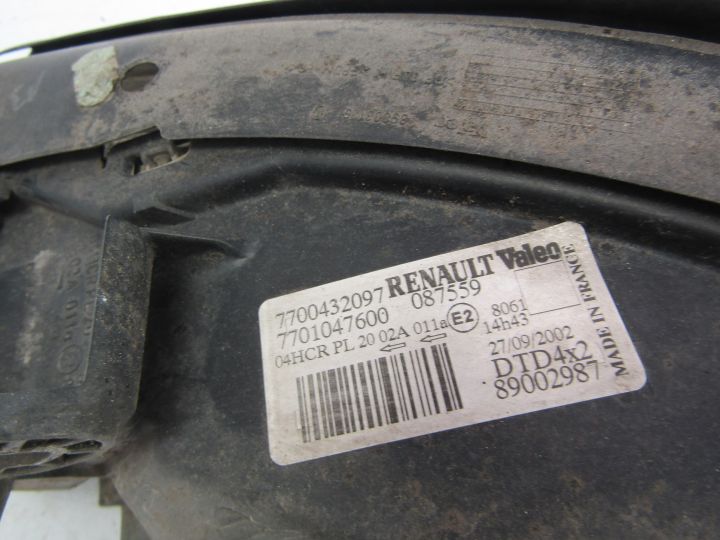 RENAULT Valeo
7700432097 087559
7701047600 E2 8061
04HCR PL 20 02A 011a 14h43
27/09/2002
DTD4x2
89002987
MADE IN FRANCE